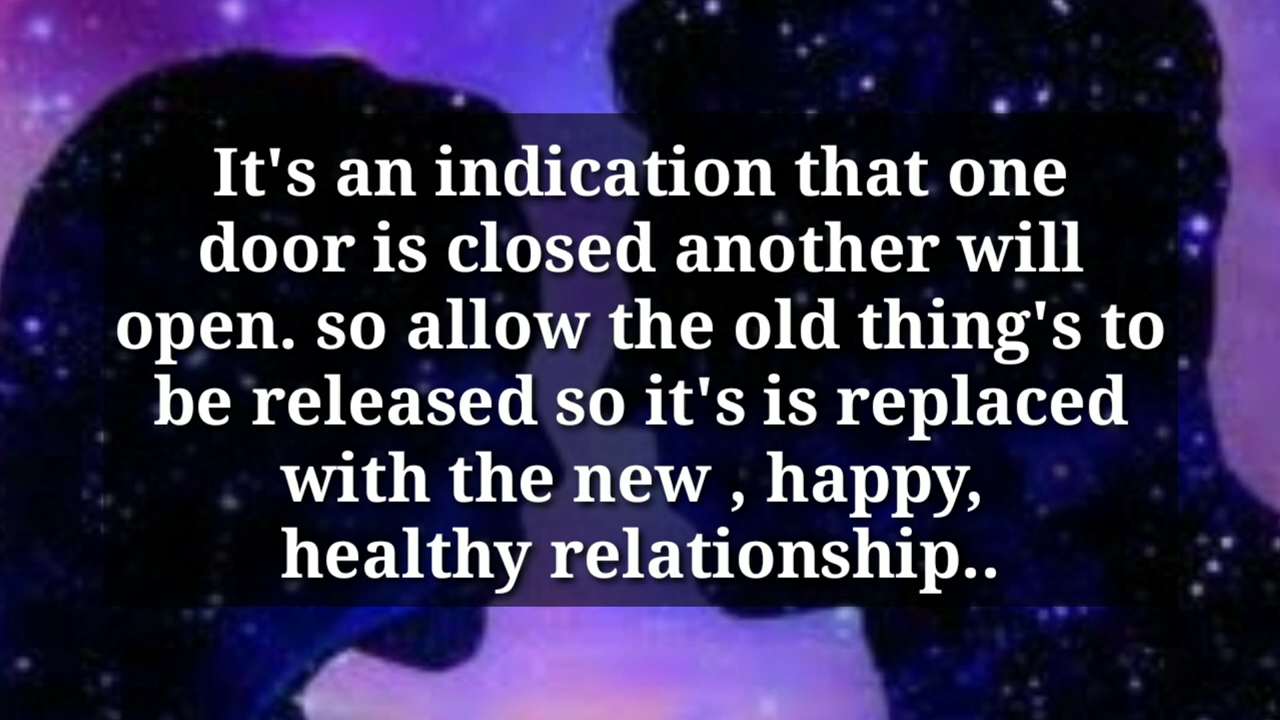 It's an indication that one
door is closed another will
open. so allow the old thing's to
be released so it's is replaced
with the new , happy,
healthy relationship..